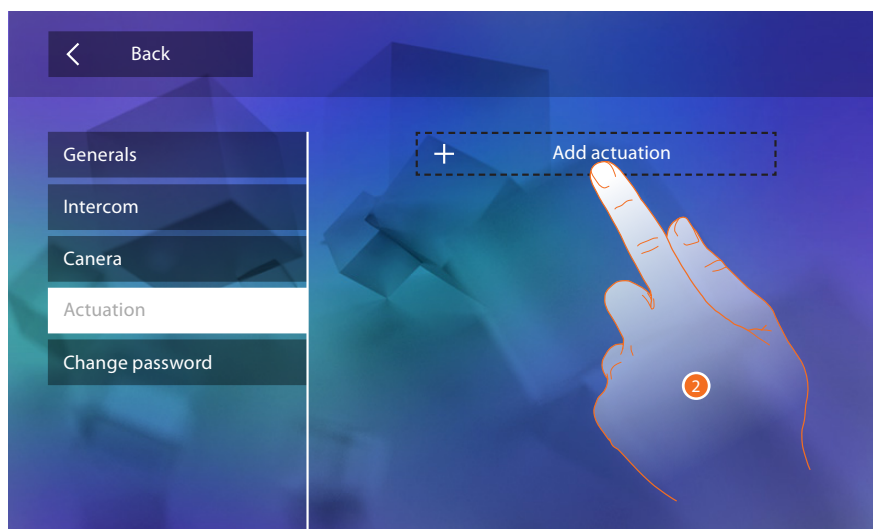 Back
Generals
Intercom
Canera
Actuation
Change password
+ Add actuation
2